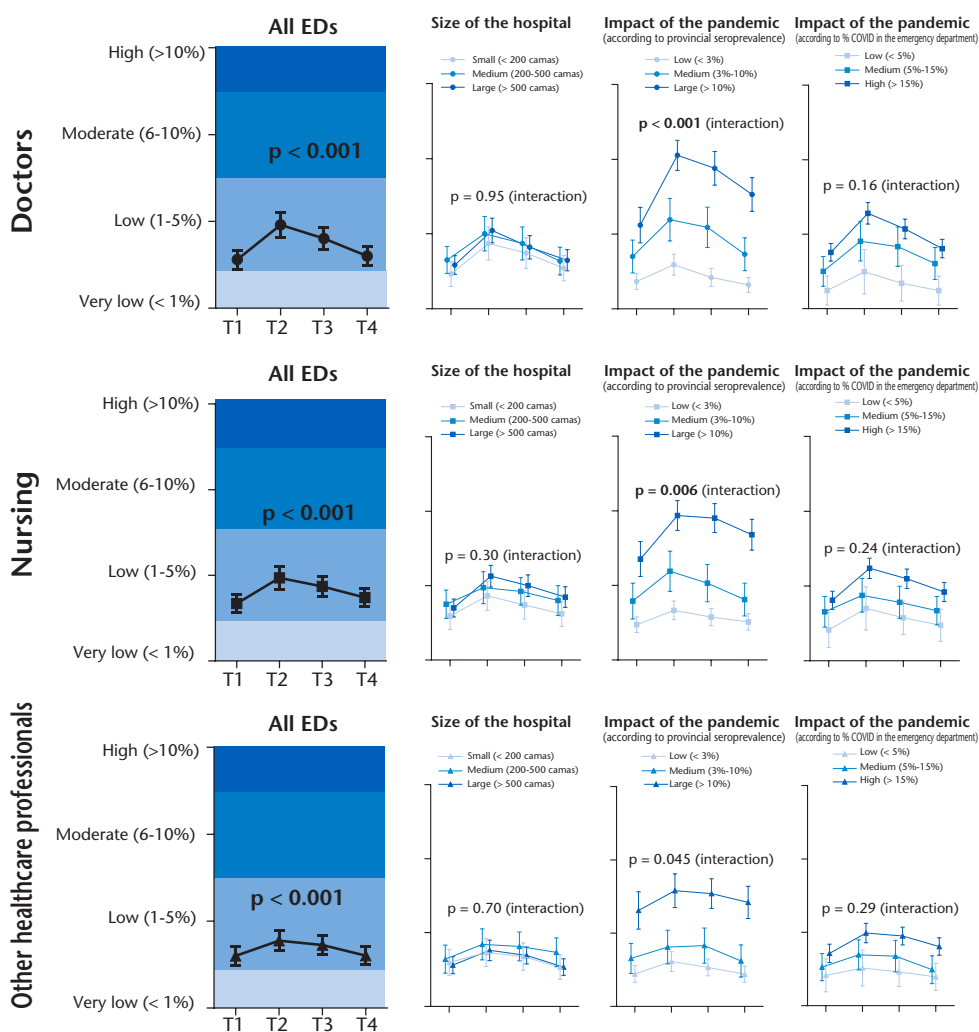 Doctors
All EDs
High (>10%)
Moderate (6-10%)
Low (1-5%)
Very low (< 1%)
p < 0.001
T1 T2 T3 T4
Size of the hospital
Small (< 200 camas)
Medium (200-500 camas)
Large (> 500 camas)
p = 0.95 (interaction)
Impact of the pandemic
(according to provincial seroprevalence)
Low (< 3%)
Medium (3%-10%)
Large (> 10%)
p < 0.001 (interaction)
Impact of the pandemic
(according to % COVID in the emergency department)
Low (< 5%)
Medium (5%-15%)
High (> 15%)
p = 0.16 (interaction)
Nursing
All EDs
High (>10%)
Moderate (6-10%)
Low (1-5%)
Very low (< 1%)
p < 0.001
T1 T2 T3 T4
Size of the hospital
Small (< 200 camas)
Medium (200-500 camas)
Large (> 500 camas)
p = 0.30 (interaction)
Impact of the pandemic
(according to provincial seroprevalence)
Low (< 3%)
Medium (3%-10%)
Large (> 10%)
p = 0.006 (interaction)
Impact of the pandemic
(according to % COVID in the emergency department)
Low (< 5%)
Medium (5%-15%)
High (> 15%)
p = 0.24 (interaction)
Other healthcare professionals
All EDs
High (>10%)
Moderate (6-10%)
Low (1-5%)
Very low (< 1%)
p < 0.001
T1 T2 T3 T4
Size of the hospital
Small (< 200 camas)
Medium (200-500 camas)
Large (> 500 camas)
p = 0.70 (interaction)
Impact of the pandemic
(according to provincial seroprevalence)
Low (< 3%)
Medium (3%-10%)
Large (> 10%)
p = 0.045 (interaction)
Impact of the pandemic
(according to % COVID in the emergency department)
Low (< 5%)
Medium (5%-15%)
High (> 15%)
p = 0.29 (interaction)